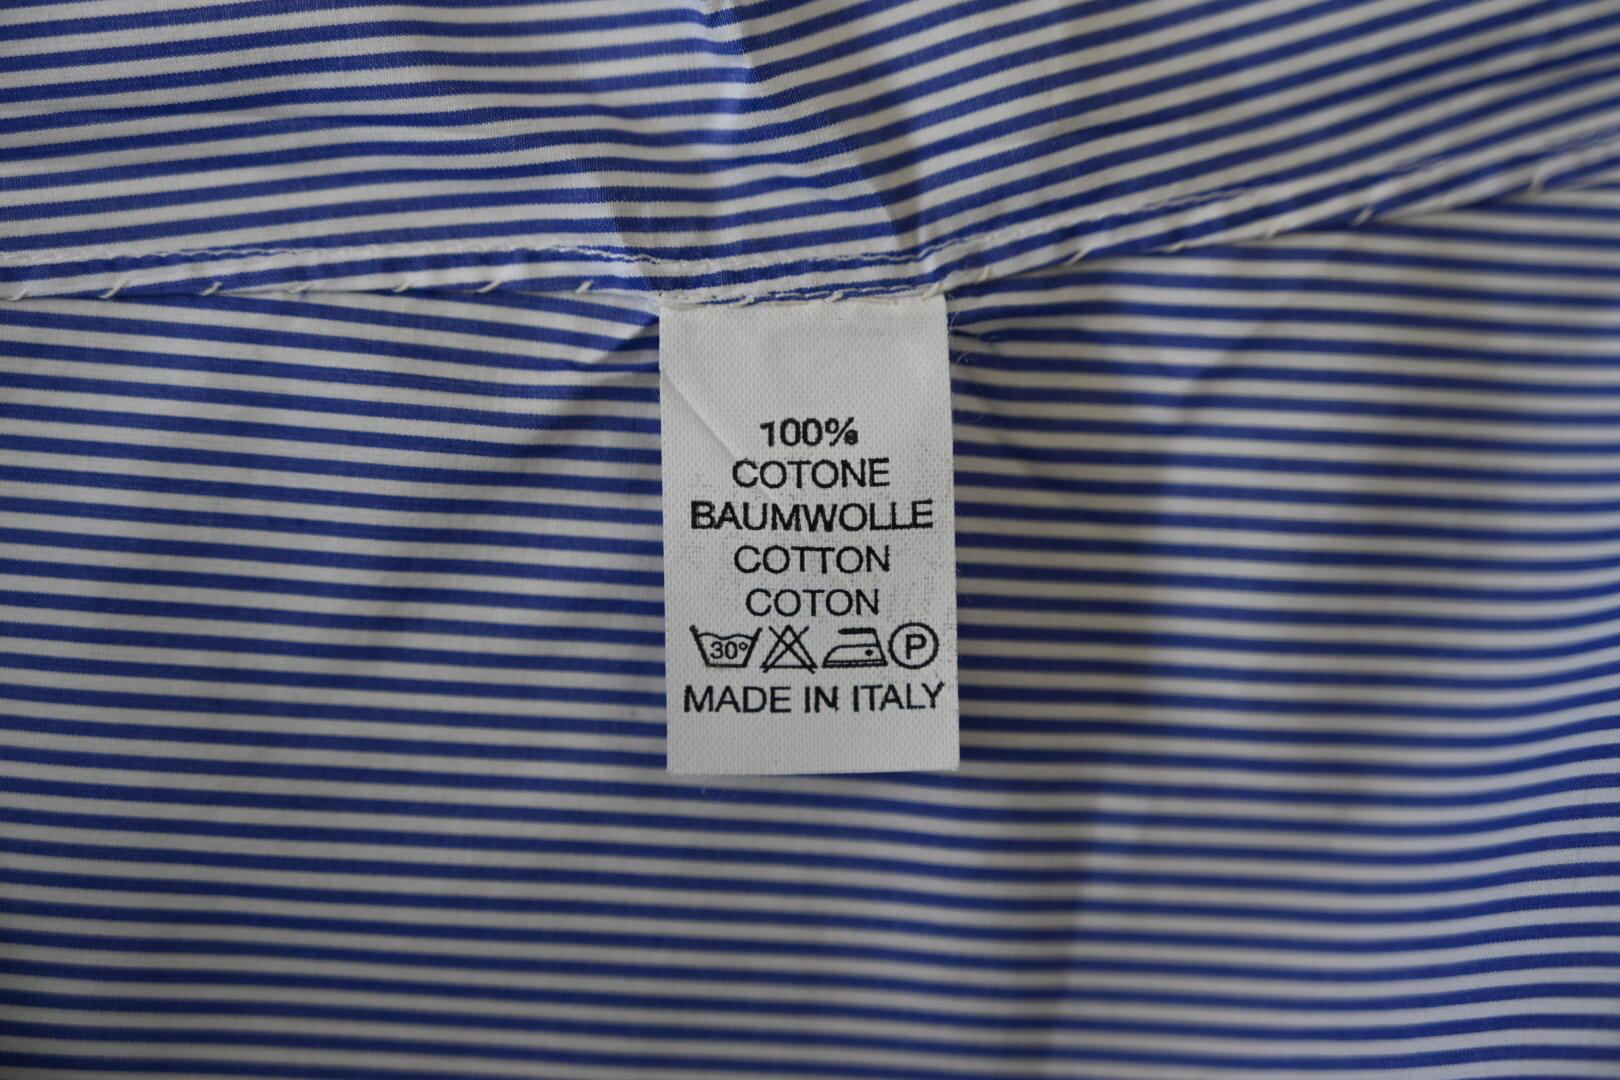 100%
COTONE
BAUMWOLLE
COTTON
COTON
30° P
MADE IN ITALY